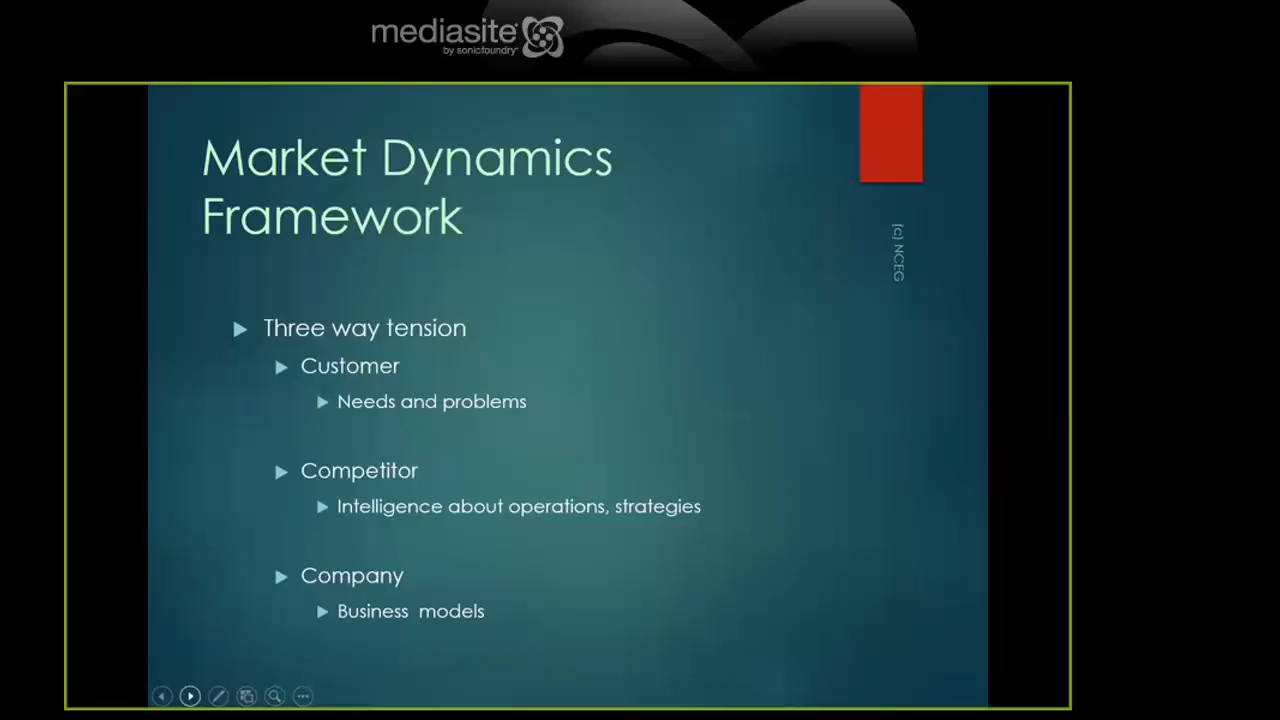 mediasite
by sonicfoundry
Market Dynamics
Framework
(c) NCEG
Three way tension
Customer
Needs and problems
Competitor
Intelligence about operations, strategies
Company
Business models